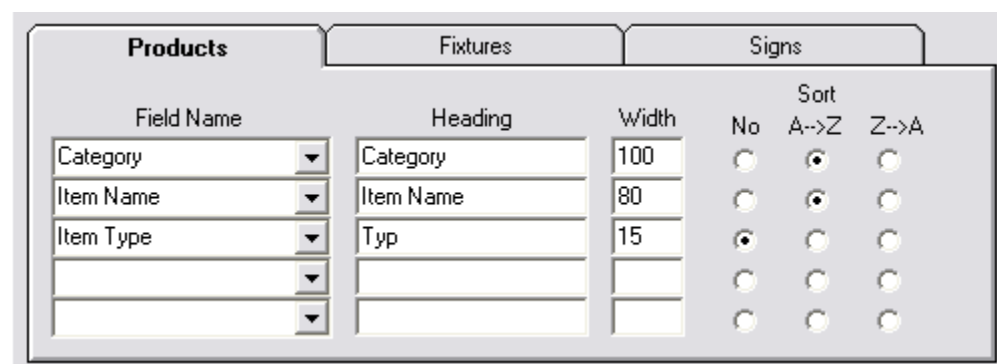 Products Fixtures Signs
Sort
Field Name Heading Width No A-->Z Z-->A
Category Category 100
Item Name Item Name 80
Item Type Typ 15